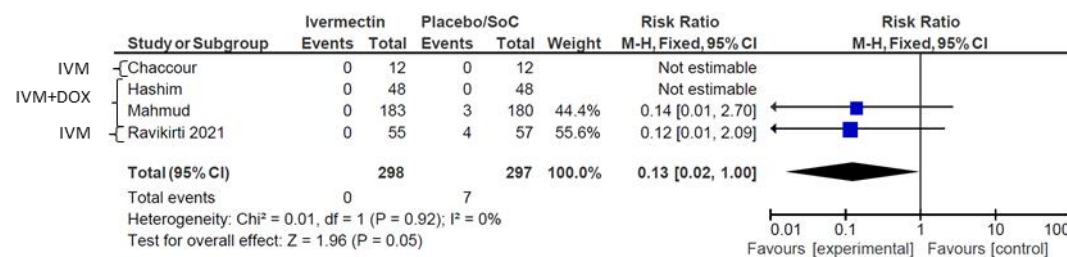 Ivermectin Placebo/SoC Risk Ratio Risk Ratio
Study or Subgroup Events Total Events Total Weight M-H, Fixed, 95% CI M-H, Fixed, 95% CI
IVM Chaccour 0 12 0 12 Not estimable
Hashim 0 48 0 48 Not estimable
IVM+DOX
Mahmud 0 183 3 180 44.4% 0.14 [0.01, 2.70]
IVM Ravikirti 2021 0 55 4 57 55.6% 0.12 [0.01, 2.09]
Total (95% CI) 298 297 100.0% 0.13 [0.02, 1.00]
Total events 0 7
Heterogeneity: Chi² = 0.01, df = 1 (P = 0.92); I² = 0%
Test for overall effect: Z = 1.96 (P = 0.05)
0.01 0.1 1 10 100
Favours [experimental] Favours [control]